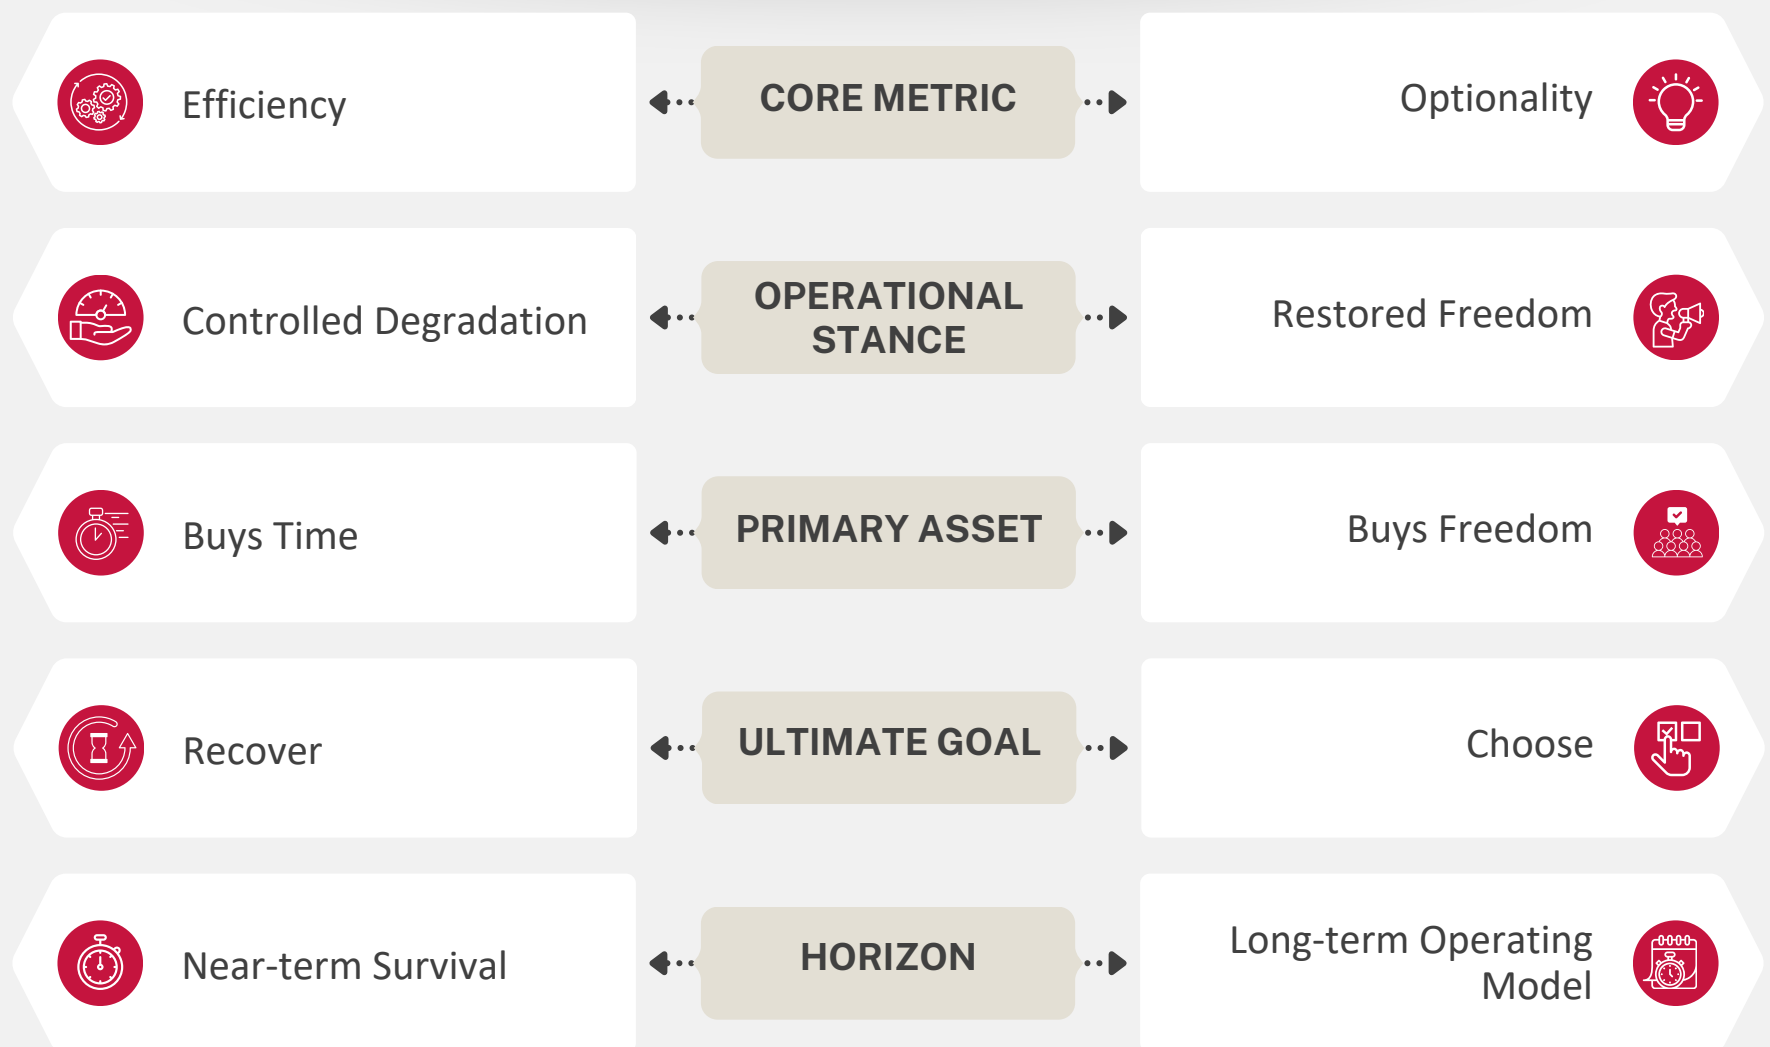 Efficiency
CORE METRIC
Optionality
Controlled Degradation
OPERATIONAL
STANCE
Restored Freedom
Buys Time
PRIMARY ASSET
Buys Freedom
Recover
ULTIMATE GOAL
Choose
Near-term Survival
HORIZON
Long-term Operating
Model